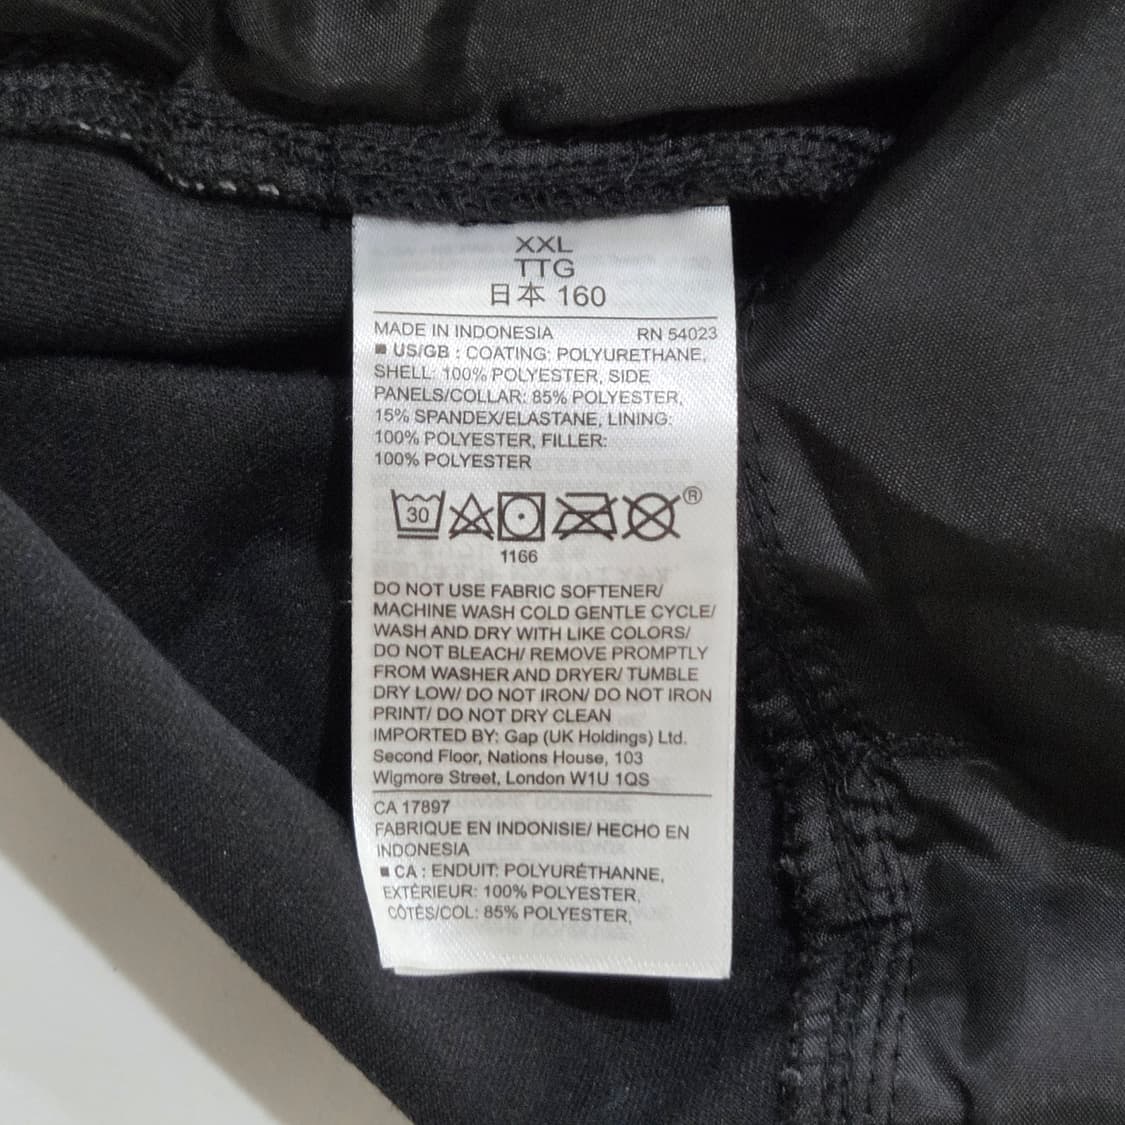 XXL
TTG
日本 160
MADE IN INDONESIA RN 54023
■ US/GB : COATING: POLYURETHANE,
SHELL: 100% POLYESTER, SIDE
PANELS/COLLAR: 85% POLYESTER,
15% SPANDEX/ELASTANE, LINING:
100% POLYESTER, FILLER:
100% POLYESTER
30 ®
1166
DO NOT USE FABRIC SOFTENER/
MACHINE WASH COLD GENTLE CYCLE/
WASH AND DRY WITH LIKE COLORS/
DO NOT BLEACH/ REMOVE PROMPTLY
FROM WASHER AND DRYER/ TUMBLE
DRY LOW/ DO NOT IRON/ DO NOT IRON
PRINT/ DO NOT DRY CLEAN
IMPORTED BY: Gap (UK Holdings) Ltd.
Second Floor, Nations House, 103
Wigmore Street, London W1U 1QS
CA 17897
FABRIQUE EN INDONISIE/ HECHO EN
INDONESIA
■ CA : ENDUIT: POLYURÉTHANNE,
EXTÉRIEUR: 100% POLYESTER,
CÔTÉS/COL: 85% POLYESTER,